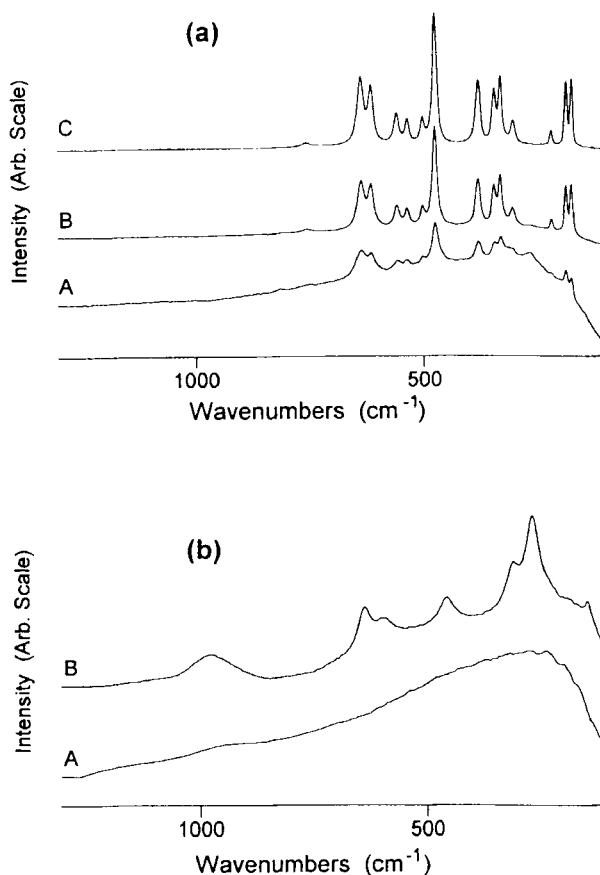 (a)
Intensity (Arb. Scale)
C
B
A
1000
500
Wavenumbers (cm⁻¹)
(b)
Intensity (Arb. Scale)
B
A
1000
500
Wavenumbers (cm⁻¹)